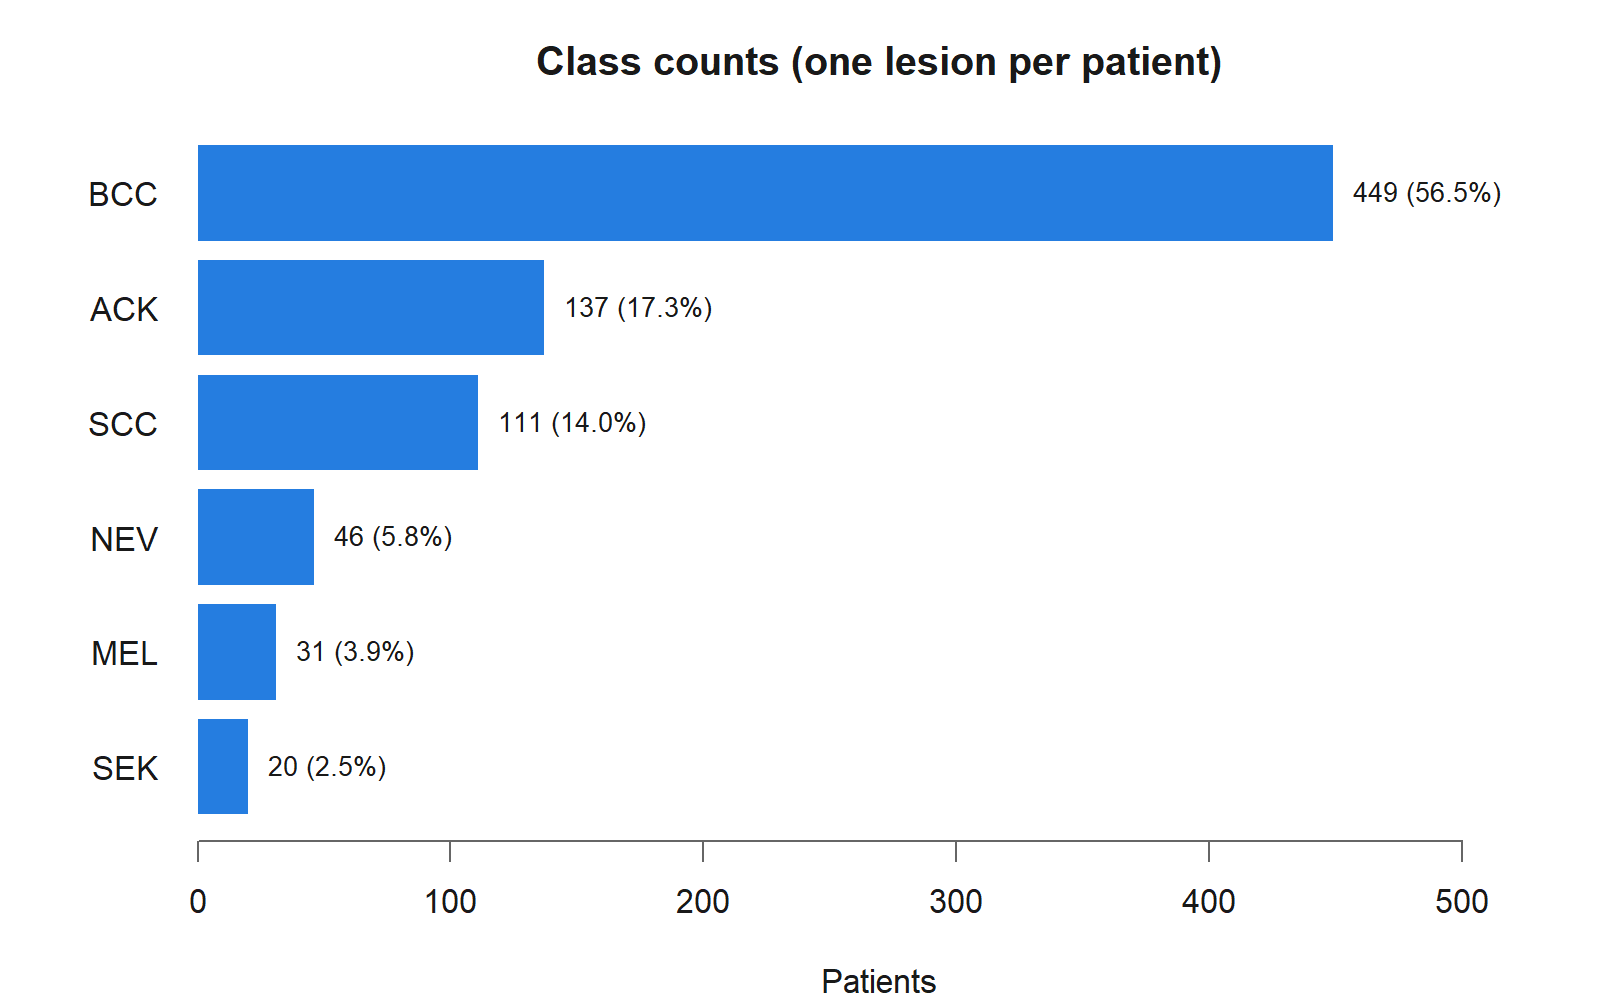 Class counts (one lesion per patient)
BCC 449 (56.5%)
ACK 137 (17.3%)
SCC 111 (14.0%)
NEV 46 (5.8%)
MEL 31 (3.9%)
SEK 20 (2.5%)
0 100 200 300 400 500
Patients